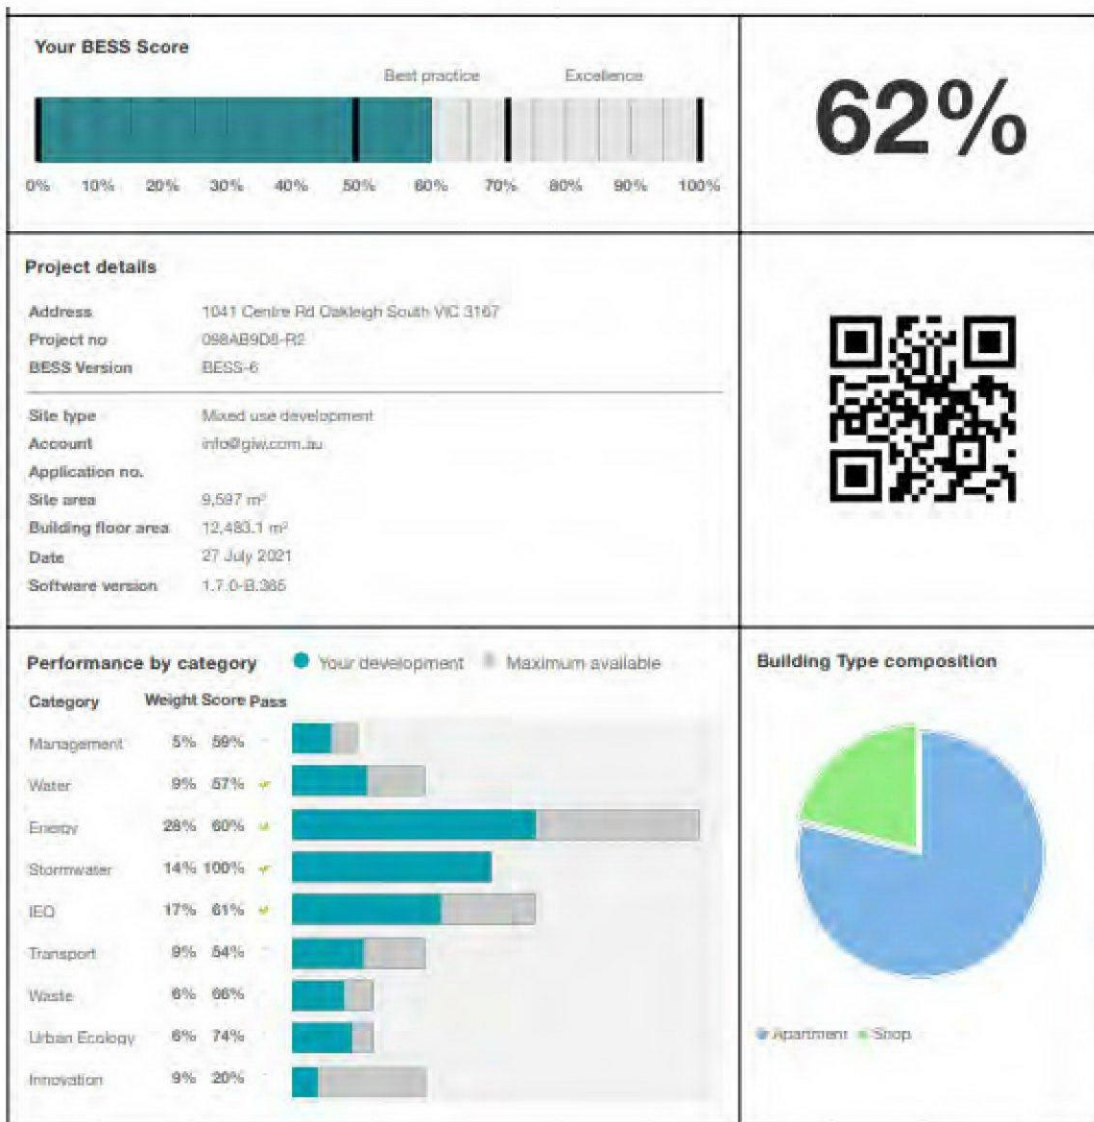 Your BESS Score
Best practice Excellence
62%
0% 10% 20% 30% 40% 50% 60% 70% 80% 90% 100%
Project details
Address 1041 Centre Rd Oakleigh South VIC 3167
Project no 098AB9D8-R2
BESS Version BESS-6
Site type Mixed use development
Account info@giw.com.au
Application no.
Site area 9,597 m²
Building floor area 12,483.1 m²
Date 27 July 2021
Software version 1.7.0-B.365
Performance by category Your development Maximum available
Category Weight Score Pass
Management 5% 59% -
Water 9% 57% ✓
Energy 28% 60% ✓
Stormwater 14% 100% ✓
IEQ 17% 61% ✓
Transport 9% 54% -
Waste 6% 66% -
Urban Ecology 6% 74% -
Innovation 9% 20% -
Building Type composition
Apartment Shop